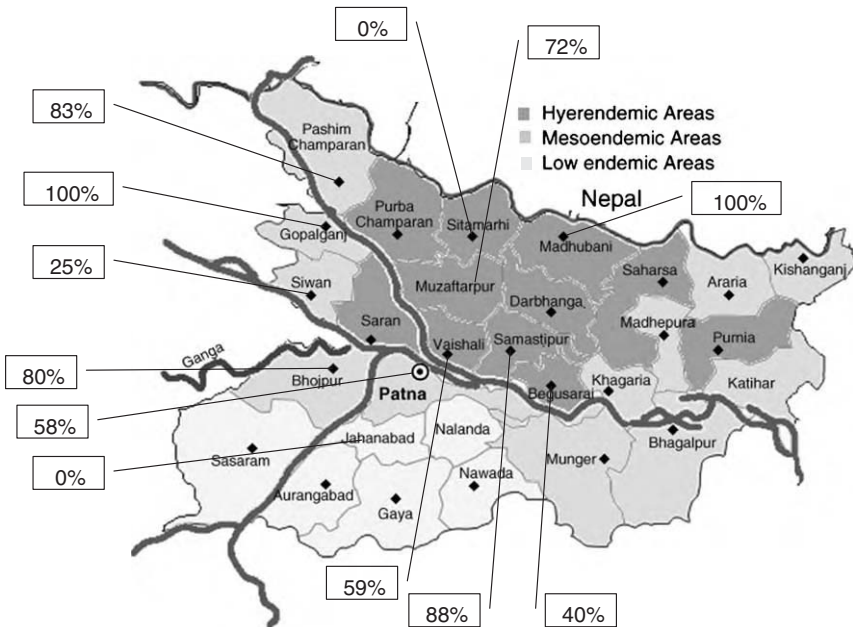 0%
72%
83%
Hyerendemic Areas
Mesoendemic Areas
Low endemic Areas
Pashim
Champaran
100%
Nepal
100%
Purba
Champaran
Sitamarhi
Gopalganj
Madhubani
25%
Siwan
Muzaftarpur
Saharsa
Araria
Kishanganj
Darbhanga
Saran
Madhepura
Vaishali
Samastipur
Purnia
Ganga
80%
Bhojpur
Patna
Begusarai
Khagaria
Katihar
58%
Jahanabad
Nalanda
Bhagalpur
0%
Sasaram
Munger
Aurangabad
Nawada
Gaya
59%
88%
40%